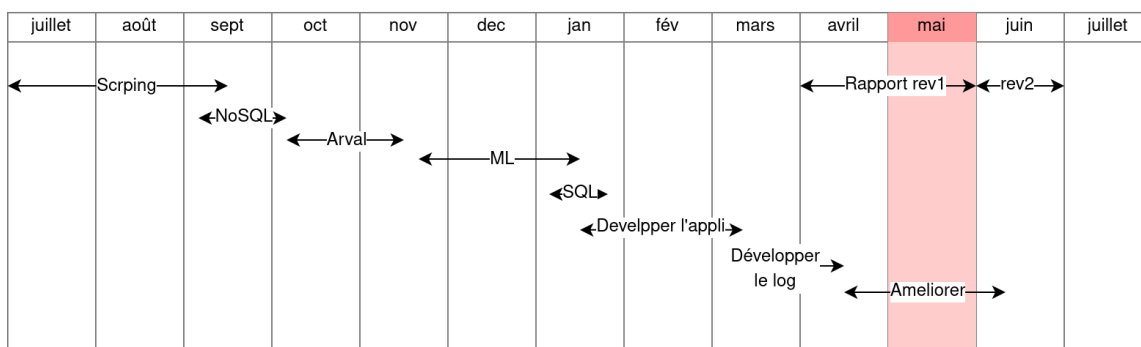 juillet août sept oct nov dec jan fév mars avril mai juin juillet
Scrping Rapport rev1 rev2
NoSQL
Arval
ML
SQL
Develpper l'appli
Développer
le log
Ameliorer